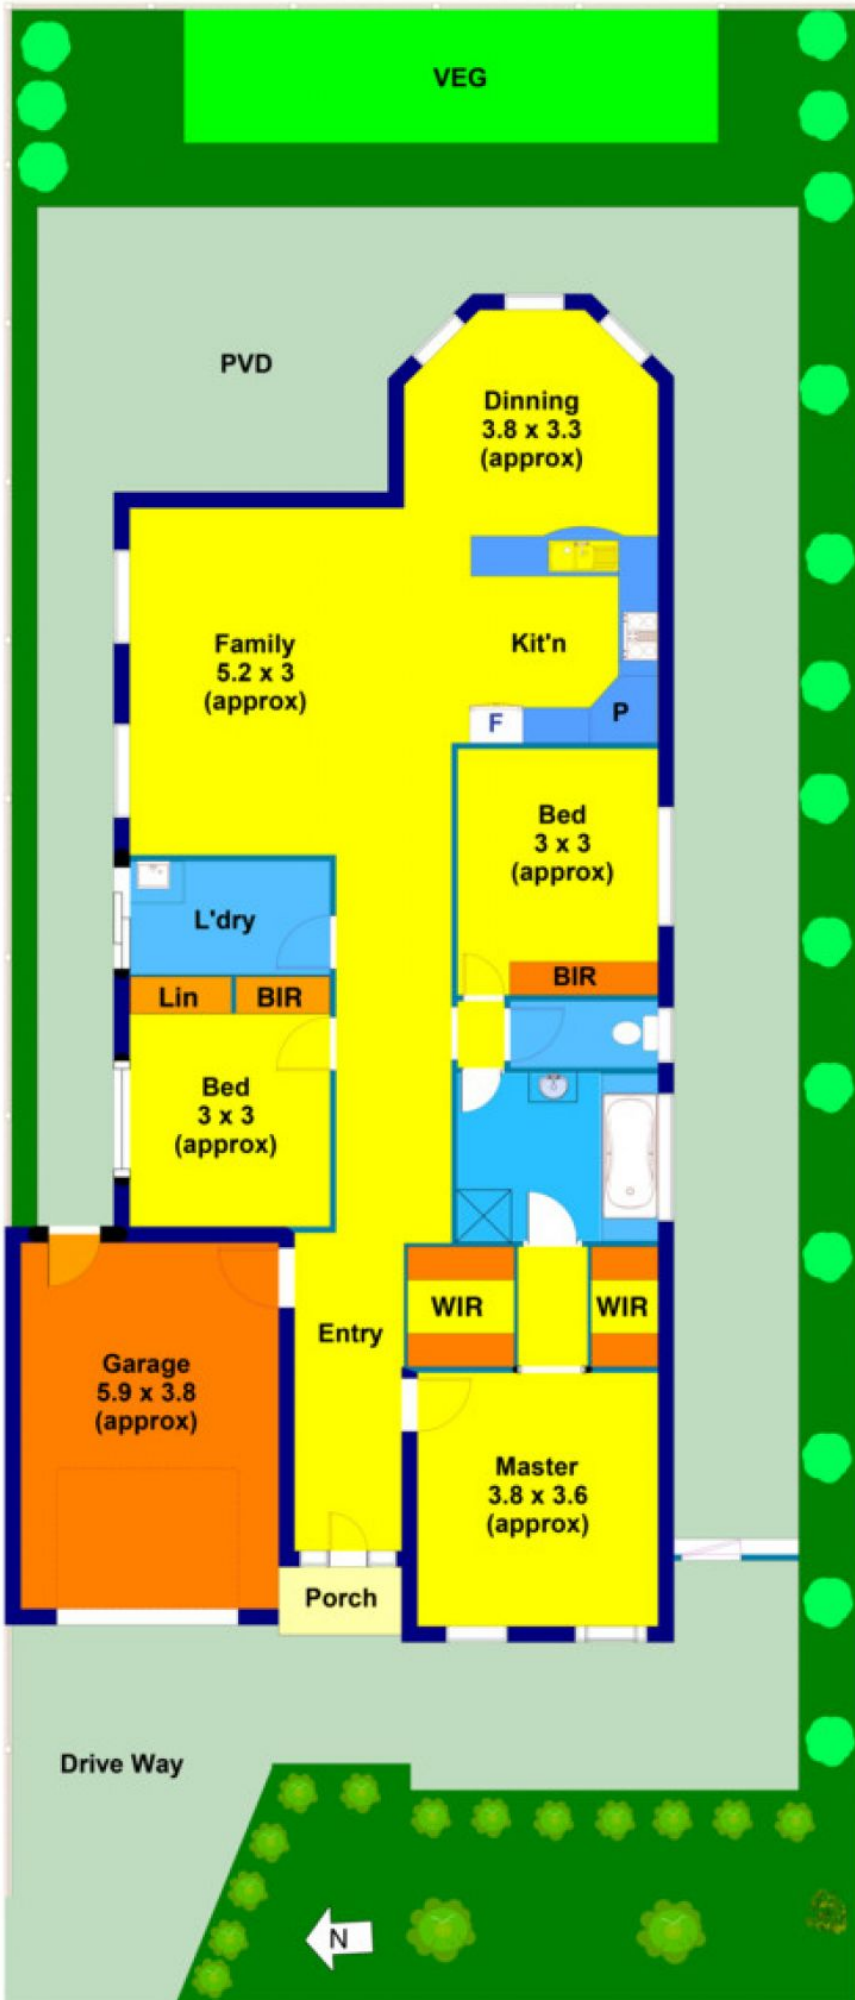 VEG
PVD
Dinning
3.8 x 3.3
(approx)
Family
5.2 x 3
(approx)
Kit'n
F
P
Bed
3 x 3
(approx)
BIR
L'dry
Lin
BIR
Bed
3 x 3
(approx)
WIR
WIR
Entry
Garage
5.9 x 3.8
(approx)
Master
3.8 x 3.6
(approx)
Porch
Drive Way
N